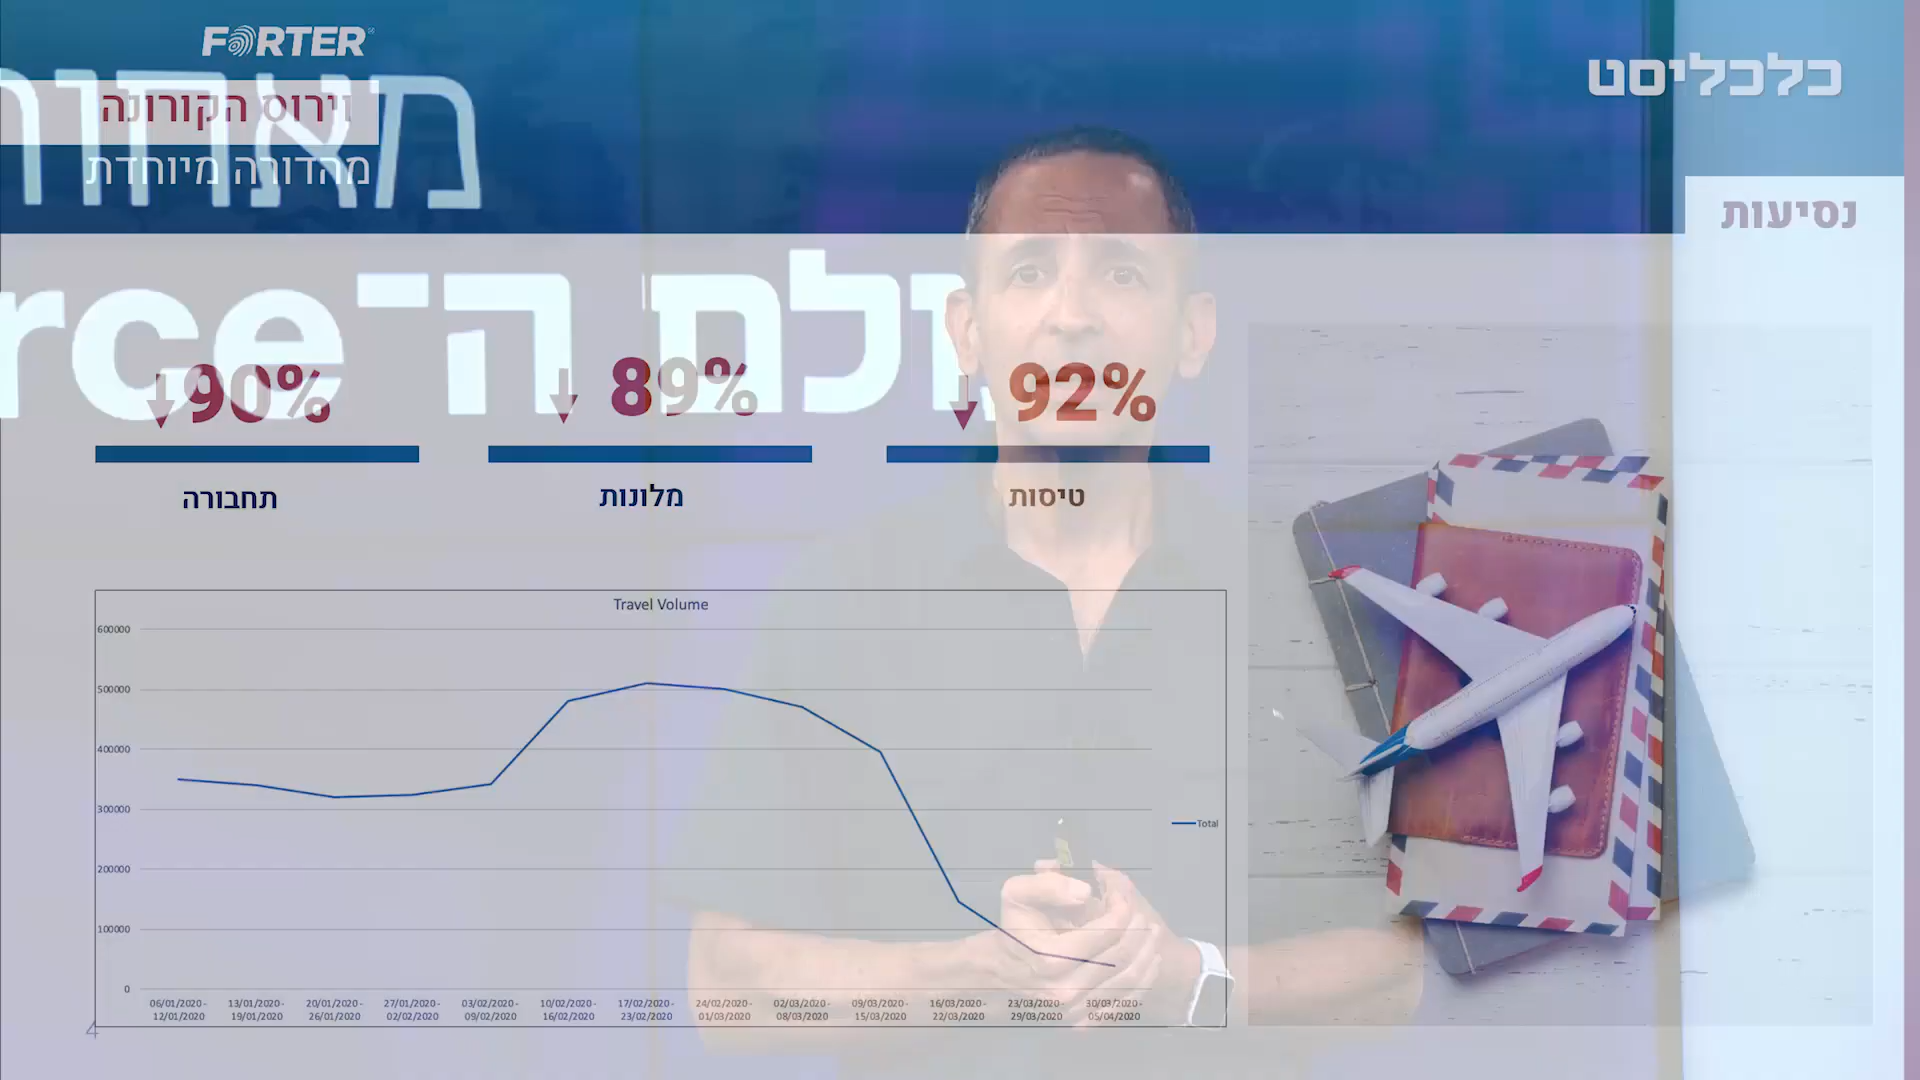 FORTER
כלכליסט
וירוס הקורונה
מהדורה מיוחדת
מאחור
נסיעות
ולת ה־rce
↓90%
↓ 89%
↓ 92%
תחבורה
מלונות
טיסות
Travel Volume
600000
500000
400000
300000
200000
100000
0
Total
06/01/2020 - 12/01/2020
13/01/2020 - 19/01/2020
20/01/2020 - 26/01/2020
27/01/2020 - 02/02/2020
03/02/2020 - 09/02/2020
10/02/2020 - 16/02/2020
17/02/2020 - 23/02/2020
24/02/2020 - 01/03/2020
02/03/2020 - 08/03/2020
09/03/2020 - 15/03/2020
16/03/2020 - 22/03/2020
23/03/2020 - 29/03/2020
30/03/2020 - 05/04/2020
4